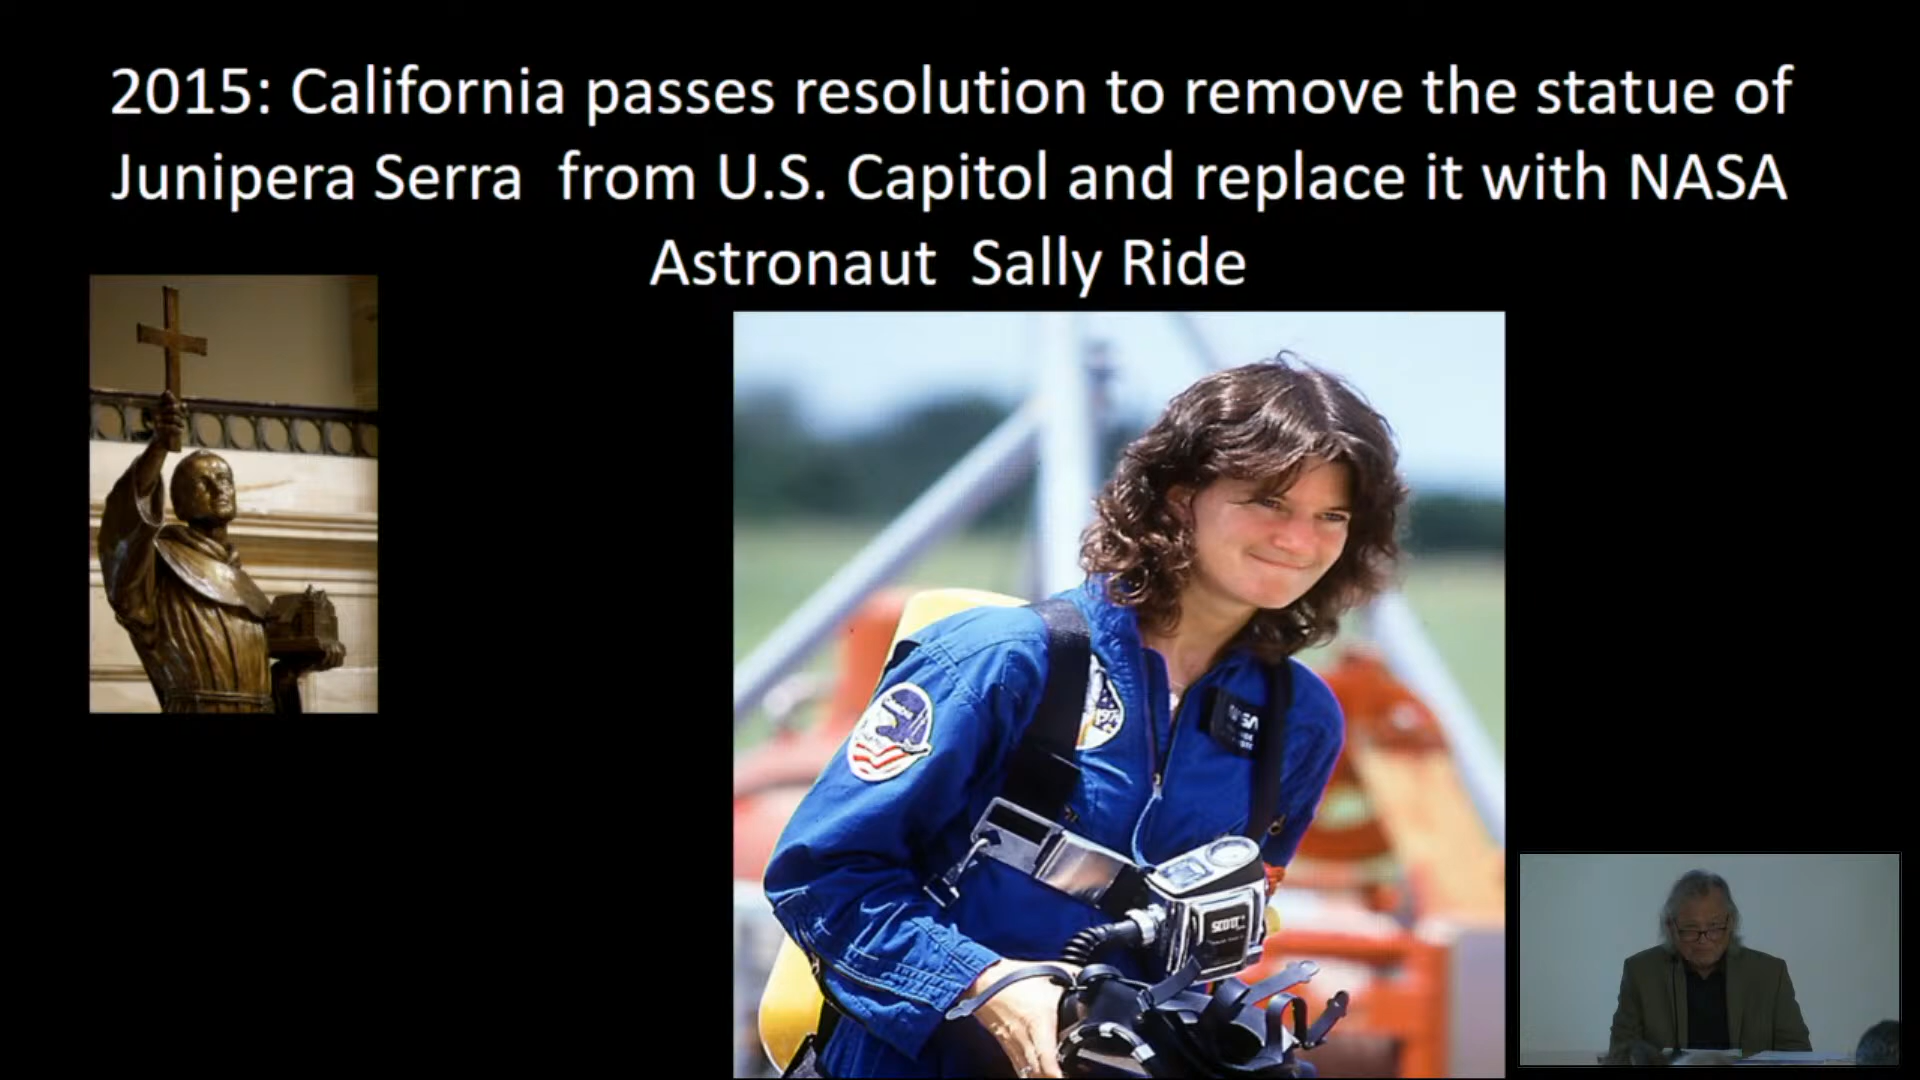 2015: California passes resolution to remove the statue of
Junipera Serra from U.S. Capitol and replace it with NASA
Astronaut Sally Ride
SCOTT